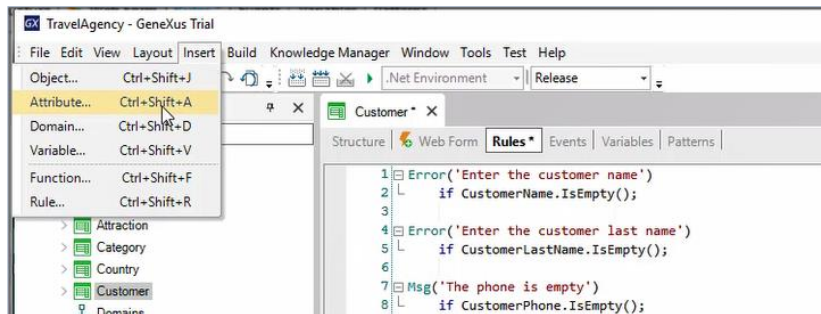 GX TravelAgency - GeneXus Trial
File Edit View Layout Insert Build Knowledge Manager Window Tools Test Help
Object... Ctrl+Shift+J
.Net Environment Release
Attribute... Ctrl+Shift+A
Customer * X
Domain... Ctrl+Shift+D
Structure Web Form Rules * Events Variables Patterns
Variable... Ctrl+Shift+V
Function... Ctrl+Shift+F
Rule... Ctrl+Shift+R
Attraction
Category
Country
Customer
Domains
1 Error('Enter the customer name')
2 if CustomerName.IsEmpty();
3
4 Error('Enter the customer last name')
5 if CustomerLastName.IsEmpty();
6
7 Msg('The phone is empty')
8 if CustomerPhone.IsEmpty();